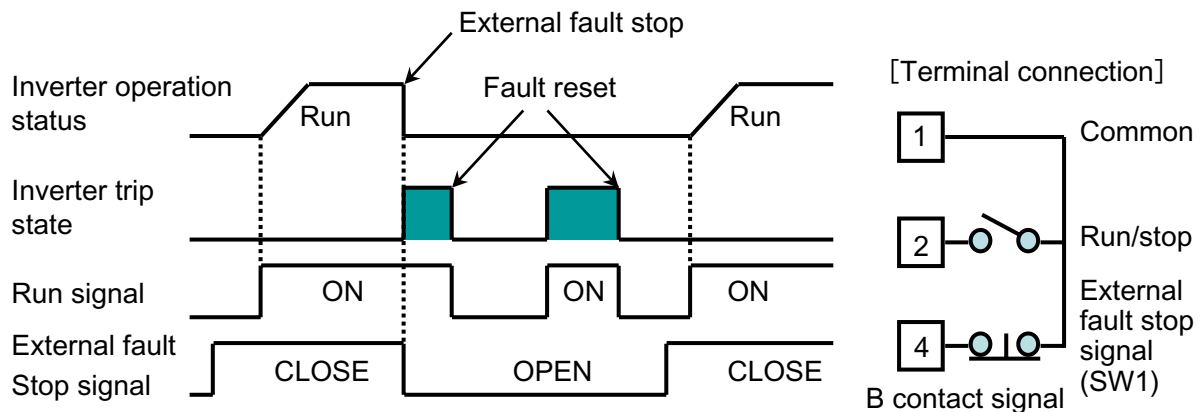 External fault stop
Inverter operation
status
Run
Fault reset
Run
Inverter trip
state
Run signal
ON
ON
ON
External fault
Stop signal
CLOSE
OPEN
CLOSE
[Terminal connection]
1
Common
2
Run/stop
4
External
fault stop
signal
(SW1)
B contact signal